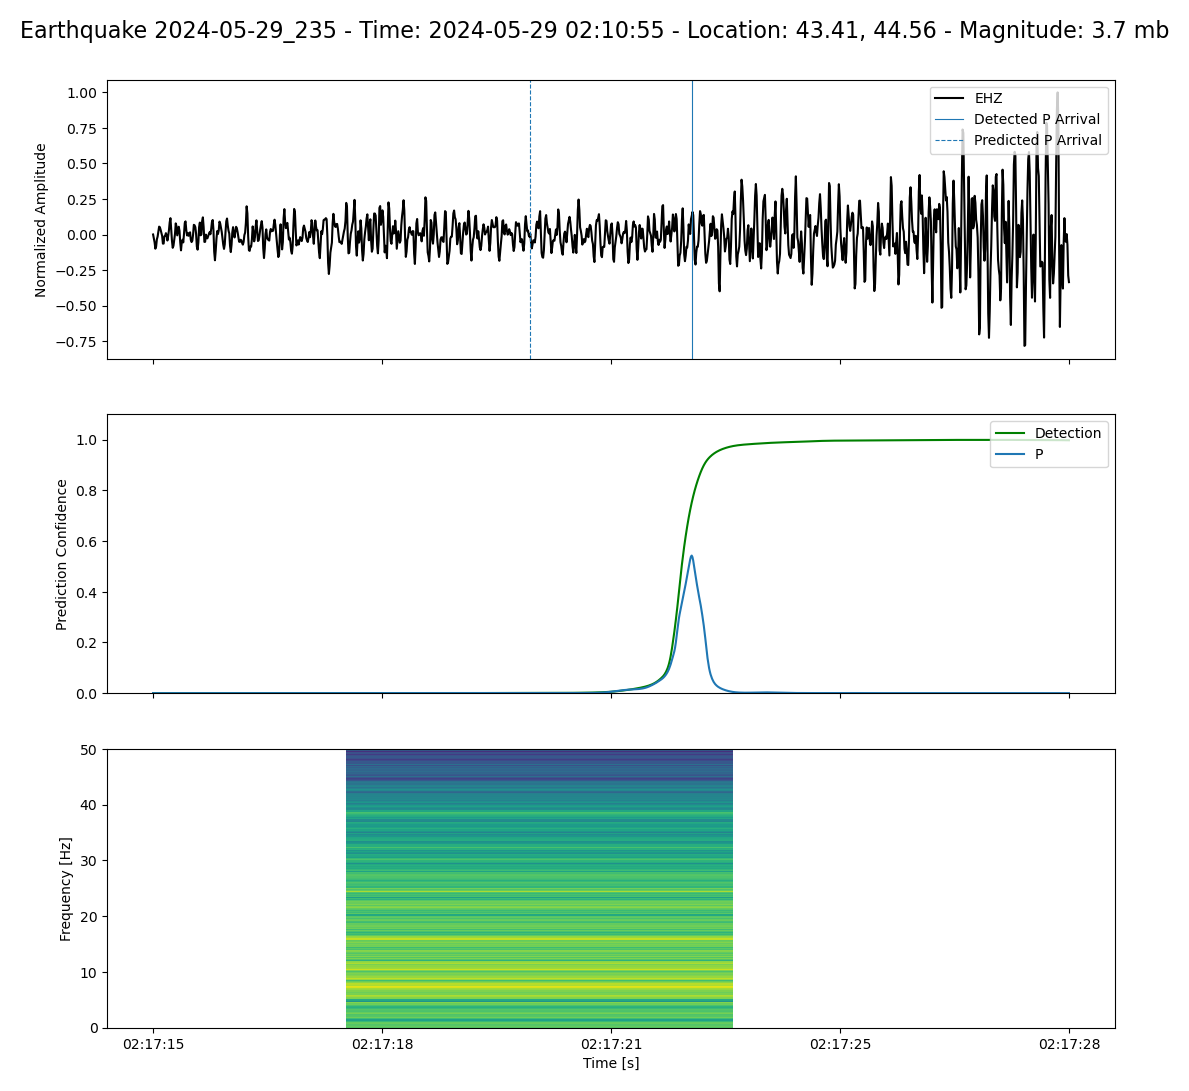 Earthquake 2024-05-29_235 - Time: 2024-05-29 02:10:55 - Location: 43.41, 44.56 - Magnitude: 3.7 mb
Normalized Amplitude
1.00
0.75
0.50
0.25
0.00
−0.25
−0.50
−0.75
EHZ
Detected P Arrival
Predicted P Arrival
Prediction Confidence
1.0
0.8
0.6
0.4
0.2
0.0
Detection
P
Frequency [Hz]
50
40
30
20
10
0
02:17:15 02:17:18 02:17:21 02:17:25 02:17:28
Time [s]